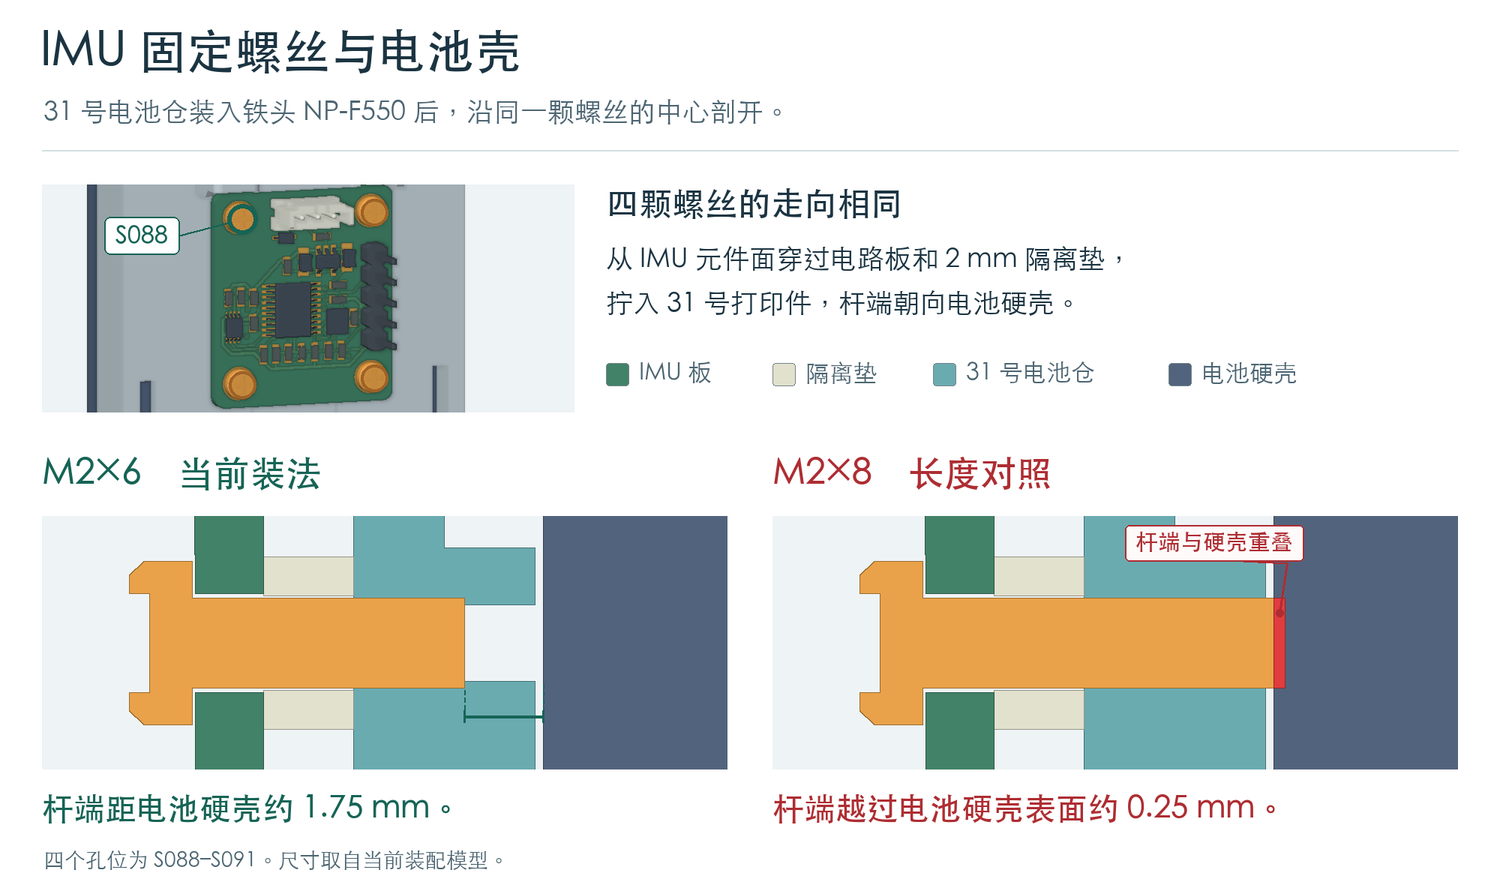 IMU 固定螺丝与电池壳
31 号电池仓装入铁头 NP-F550 后，沿同一颗螺丝的中心剖开。
S088
四颗螺丝的走向相同
从 IMU 元件面穿过电路板和 2 mm 隔离垫，
拧入 31 号打印件，杆端朝向电池硬壳。
IMU 板
隔离垫
31 号电池仓
电池硬壳
M2×6 当前装法
M2×8 长度对照
杆端与硬壳重叠
杆端距电池硬壳约 1.75 mm。
杆端越过电池硬壳表面约 0.25 mm。
四个孔位为 S088–S091。尺寸取自当前装配模型。